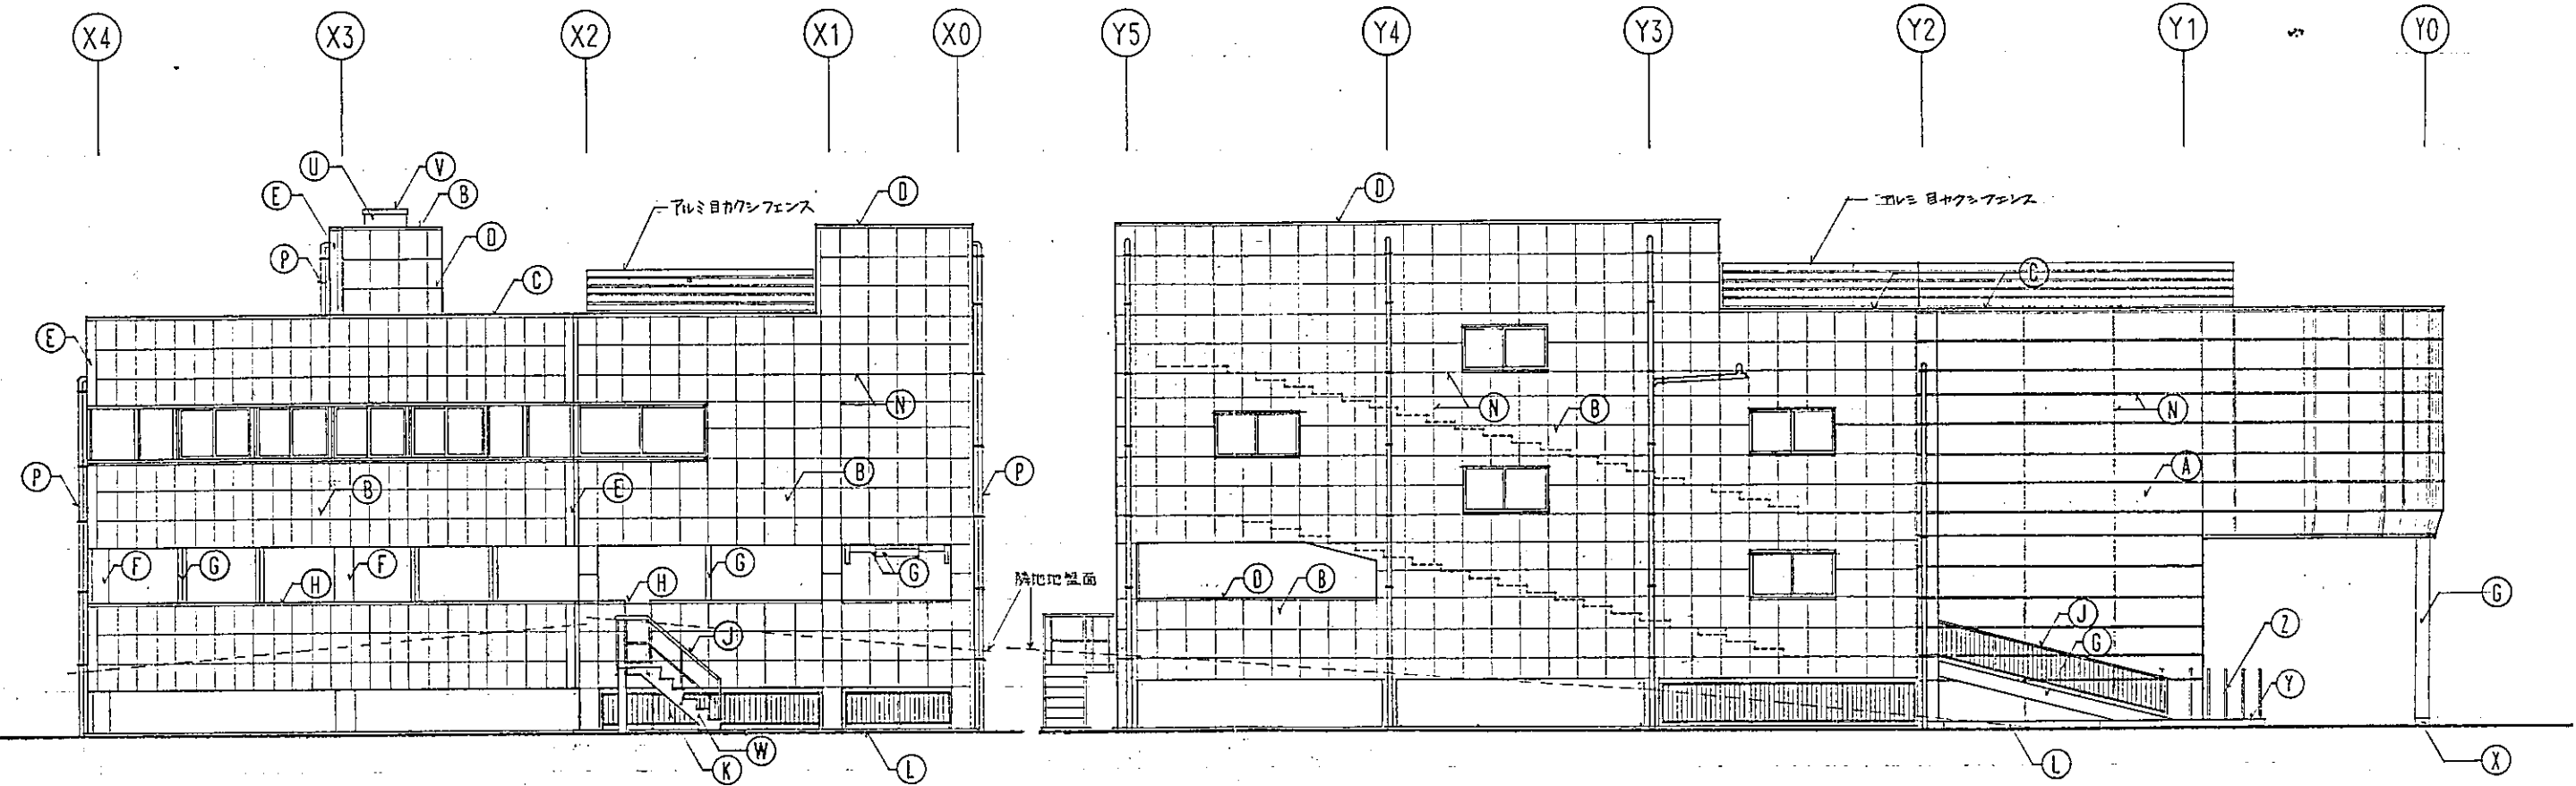 X4 X3 X2 X1 X0 Y5 Y4 Y3 Y2 Y1 Y0
U V
E B D D
アルミ目カクシフェンス アルミ目カクシフェンス
D
P
C C
E
N N B N
P B E B P A
F G F G G
H H 隣地地盤面 D B G
J J Z
G
Y
W
K L L X